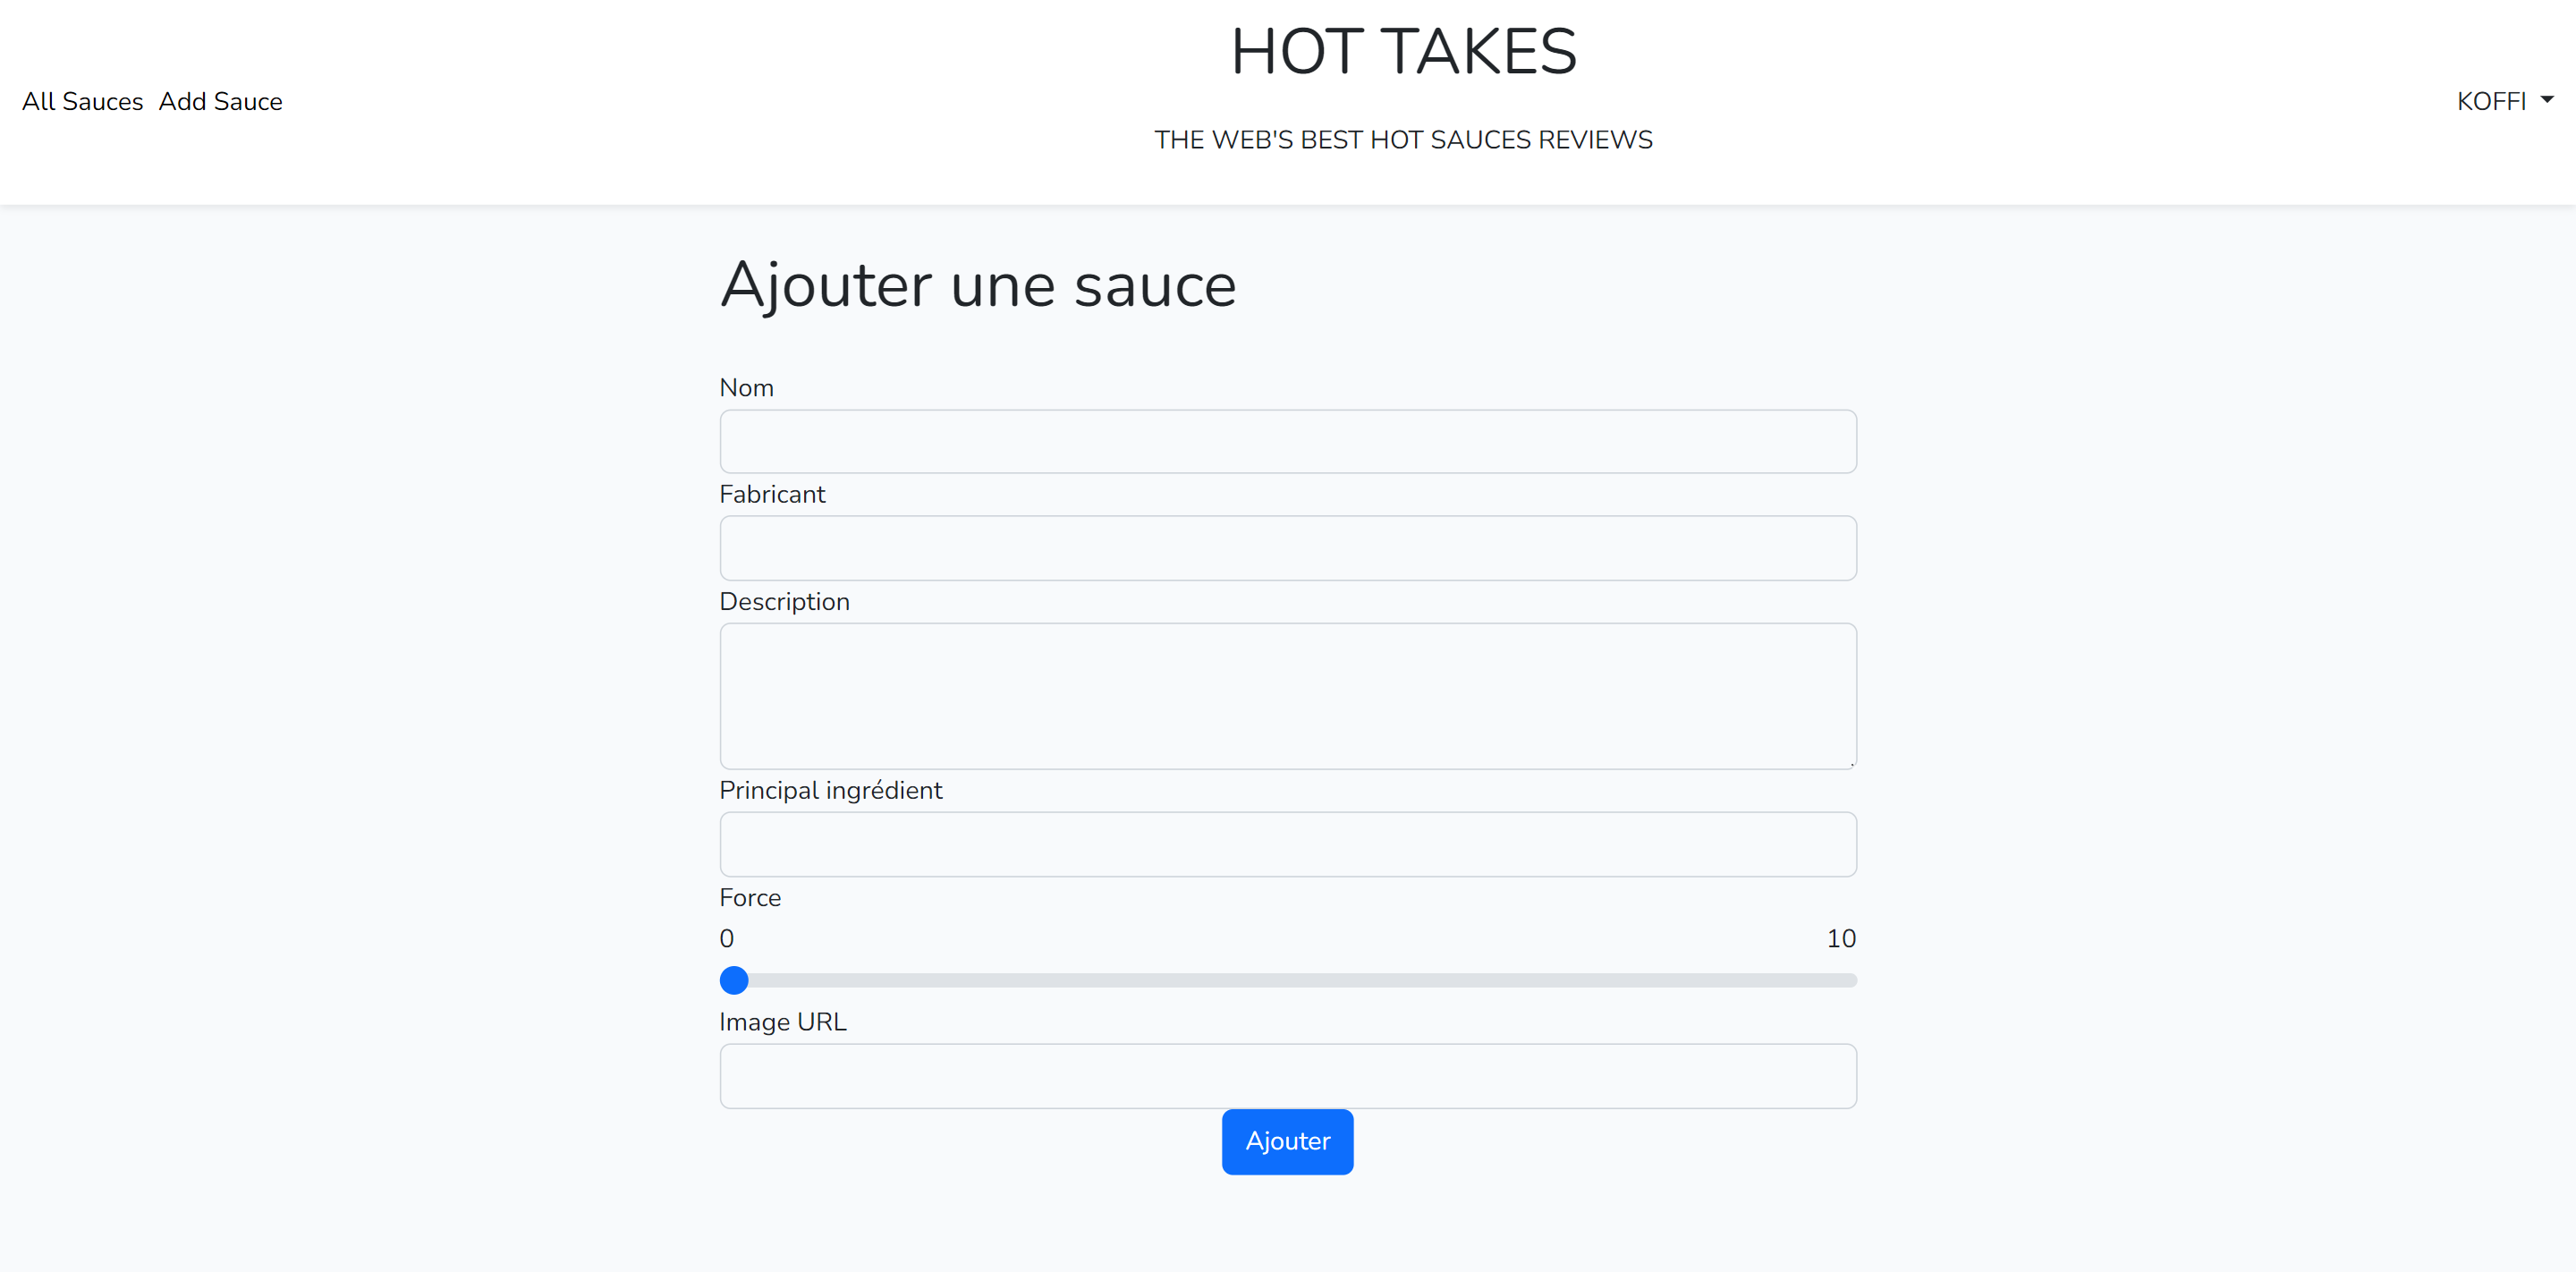 HOT TAKES
All Sauces Add Sauce
KOFFI
THE WEB'S BEST HOT SAUCES REVIEWS
Ajouter une sauce
Nom
Fabricant
Description
Principal ingrédient
Force
0 10
Image URL
Ajouter